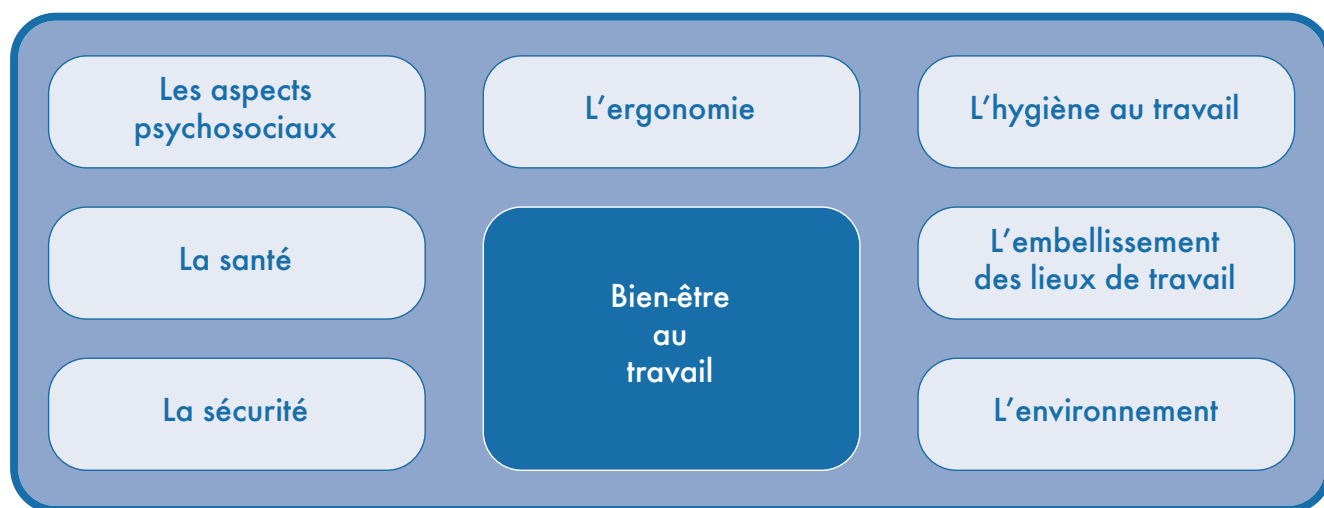 Les aspects
psychosociaux
L’ergonomie
L’hygiène au travail
La santé
Bien-être
au
travail
L’embellissement
des lieux de travail
La sécurité
L’environnement